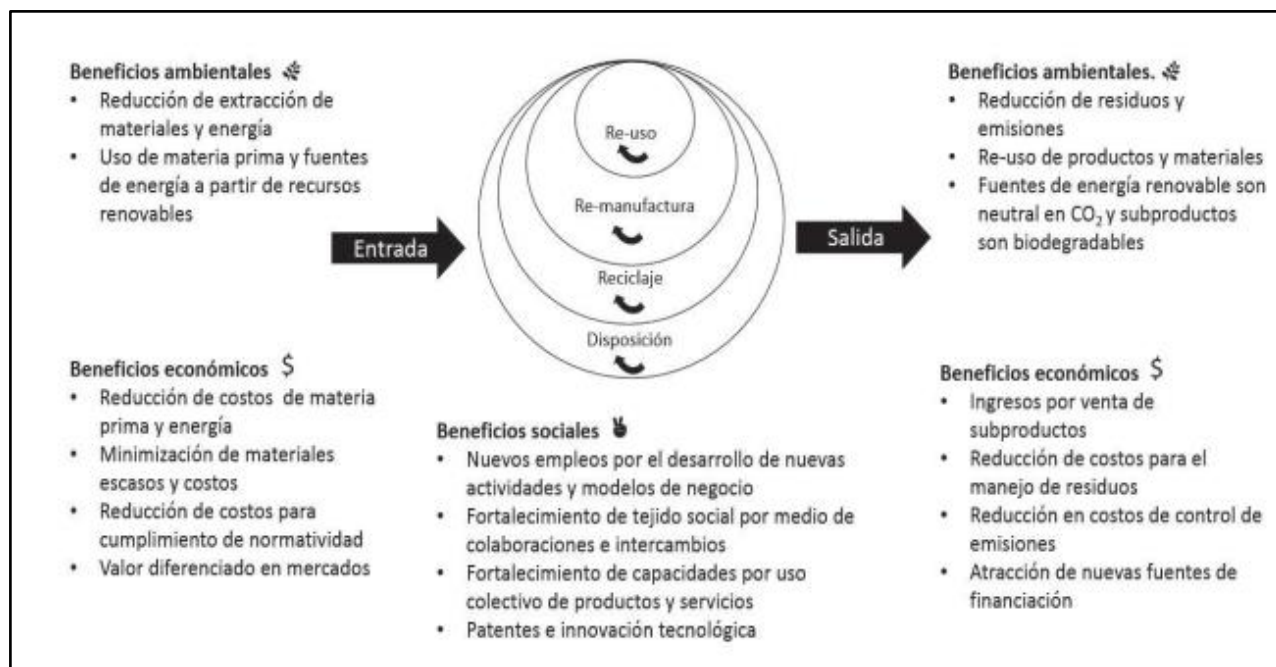 Beneficios ambientales
• Reducción de extracción de
materiales y energía
• Uso de materia prima y fuentes
de energía a partir de recursos
renovables
Entrada
Beneficios económicos $
• Reducción de costos de materia
prima y energía
• Minimización de materiales
escasos y costos
• Reducción de costos para
cumplimiento de normatividad
• Valor diferenciado en mercados
Re-uso
Re-manufactura
Reciclaje
Disposición
Beneficios sociales
• Nuevos empleos por el desarrollo de nuevas
actividades y modelos de negocio
• Fortalecimiento de tejido social por medio de
colaboraciones e intercambios
• Fortalecimiento de capacidades por uso
colectivo de productos y servicios
• Patentes e innovación tecnológica
Salida
Beneficios ambientales.
• Reducción de residuos y
emisiones
• Re-uso de productos y materiales
• Fuentes de energía renovable son
neutral en CO₂ y subproductos
son biodegradables
Beneficios económicos $
• Ingresos por venta de
subproductos
• Reducción de costos para el
manejo de residuos
• Reducción en costos de control de
emisiones
• Atracción de nuevas fuentes de
financiación